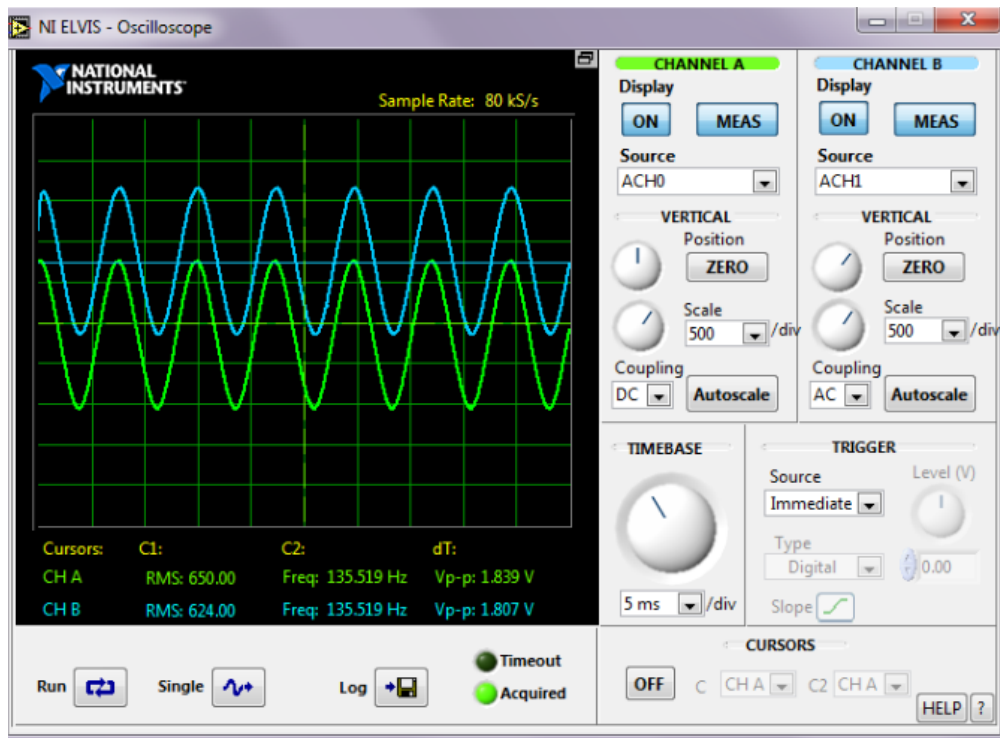 NI ELVIS - Oscilloscope
NATIONAL
INSTRUMENTS
Sample Rate: 80 kS/s
Cursors: C1: C2: dT:
CH A RMS: 650.00 Freq: 135.519 Hz Vp-p: 1.839 V
CH B RMS: 624.00 Freq: 135.519 Hz Vp-p: 1.807 V
Run Single Log Timeout
Acquired
CHANNEL A
Display
ON MEAS
Source
ACH0
VERTICAL
Position
ZERO
Scale
500 /div
Coupling
DC Autoscale
CHANNEL B
Display
ON MEAS
Source
ACH1
VERTICAL
Position
ZERO
Scale
500 /div
Coupling
AC Autoscale
TIMEBASE
5 ms /div
TRIGGER
Source Level (V)
Immediate
Type
Digital 0.00
Slope
CURSORS
OFF C CH A C2 CH A
HELP ?